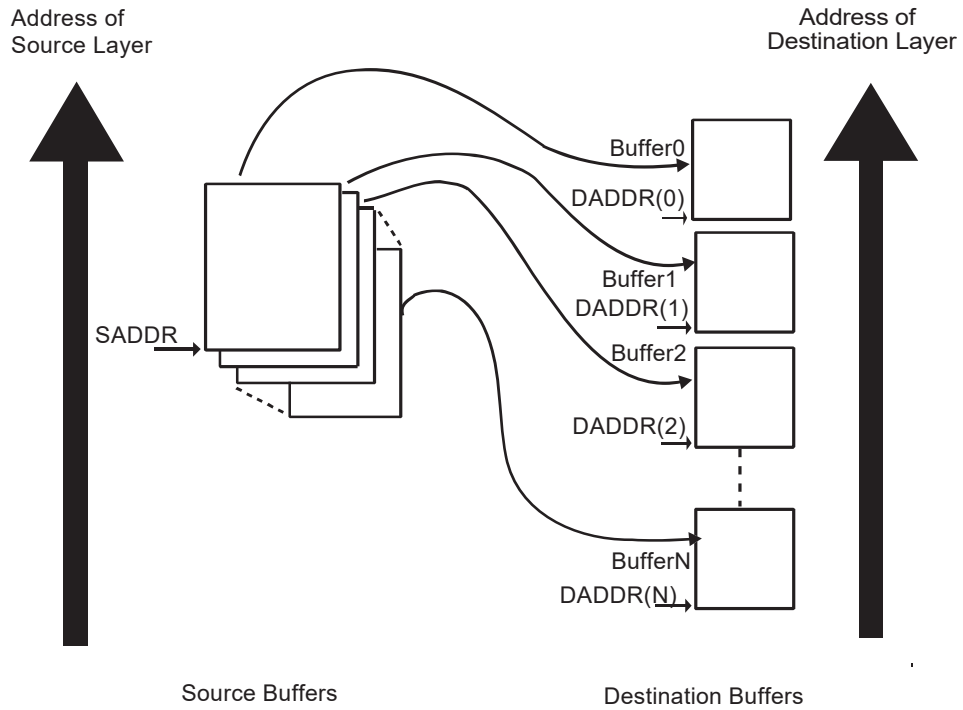 Address of
Source Layer
Address of
Destination Layer
Buffer0
DADDR(0)
Buffer1
DADDR(1)
SADDR
Buffer2
DADDR(2)
BufferN
DADDR(N)
Source Buffers
Destination Buffers